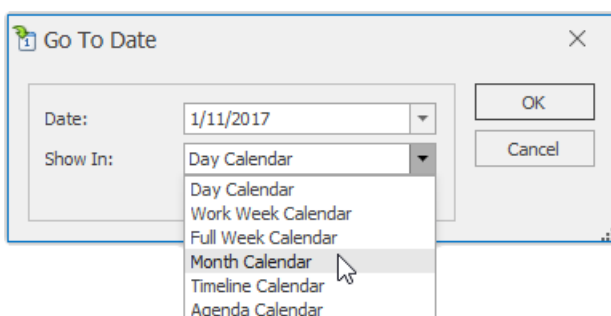 Go To Date
Date:
1/11/2017
OK
Show In:
Day Calendar
Cancel
Day Calendar
Work Week Calendar
Full Week Calendar
Month Calendar
Timeline Calendar
Agenda Calendar